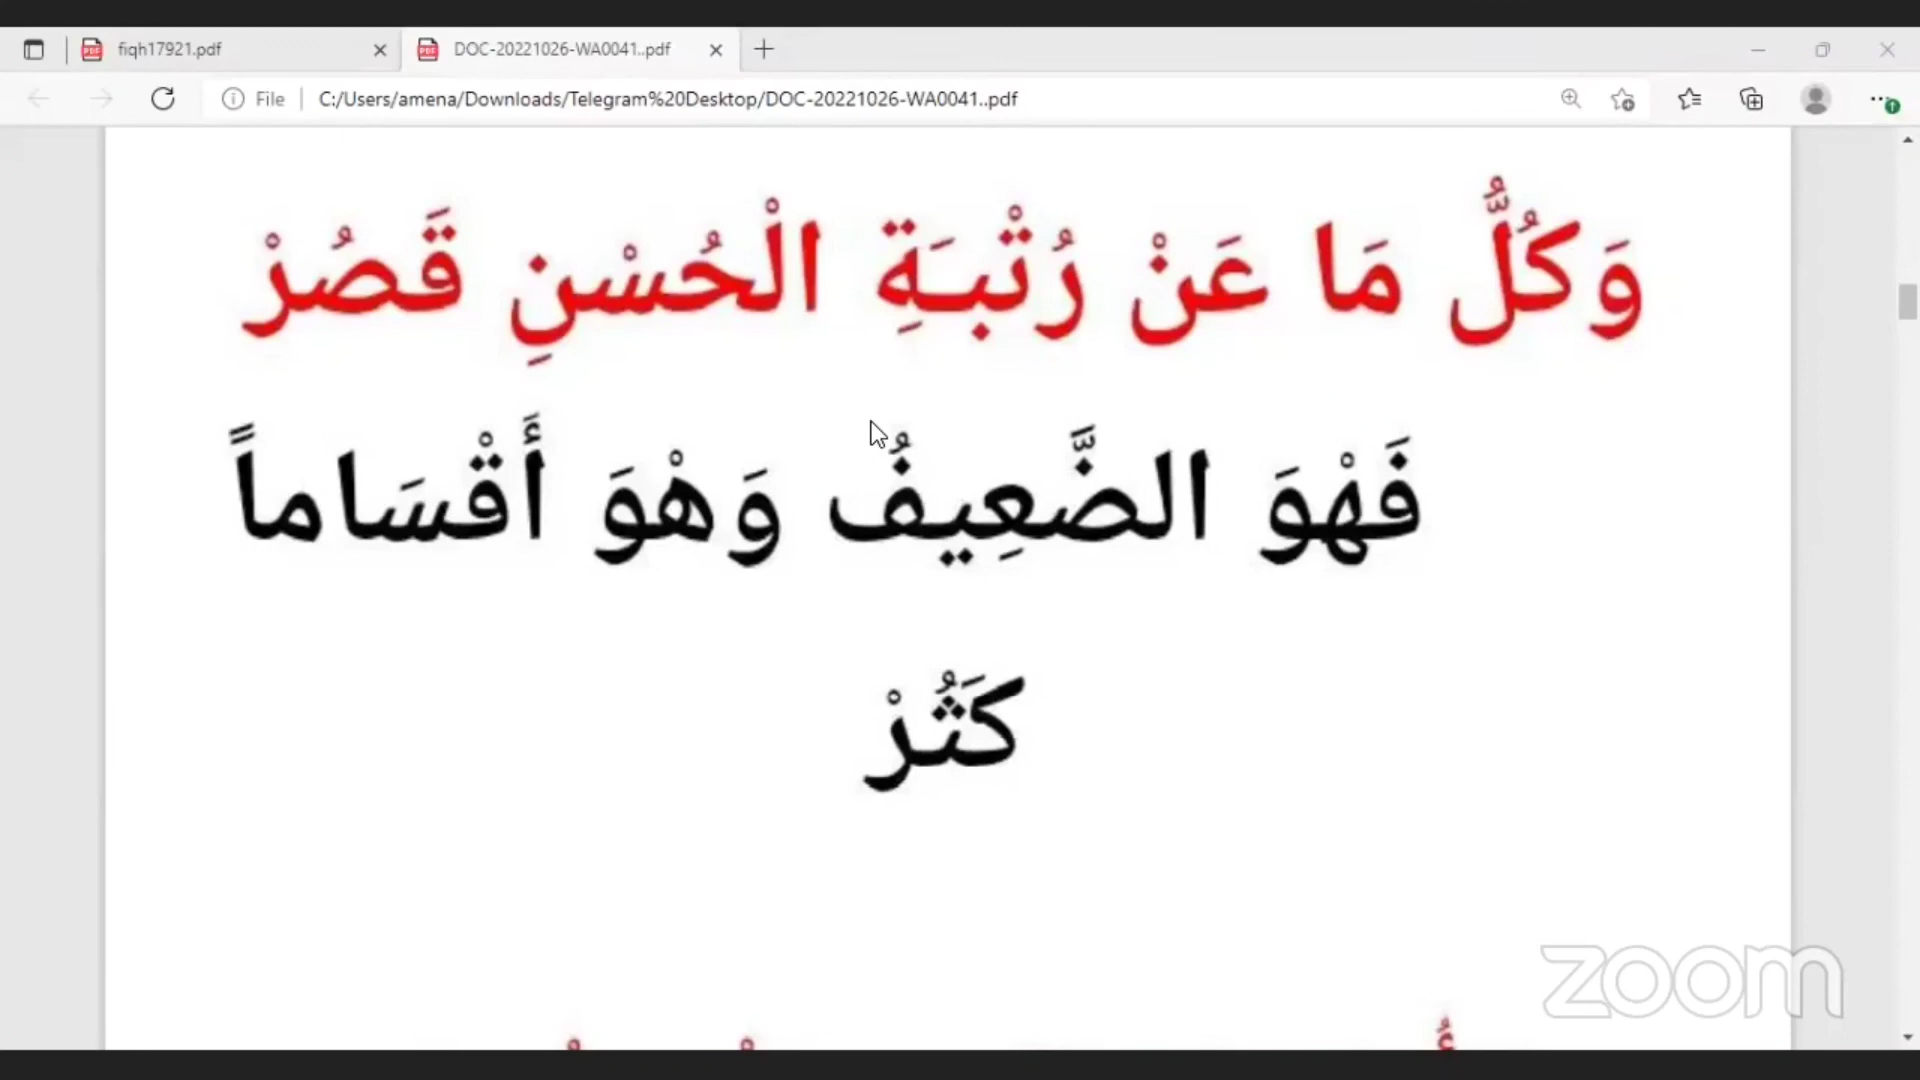 fiqh17921.pdf
DOC-20221026-WA0041..pdf
File
C:/Users/amena/Downloads/Telegram%20Desktop/DOC-20221026-WA0041..pdf
وَكُلُّ مَا عَنْ رُتْبَةِ الْحُسْنِ قَصُرْ
فَهْوَ الضَّعِيفُ وَهْوَ أَقْسَاماً
كَثُرْ
zoom